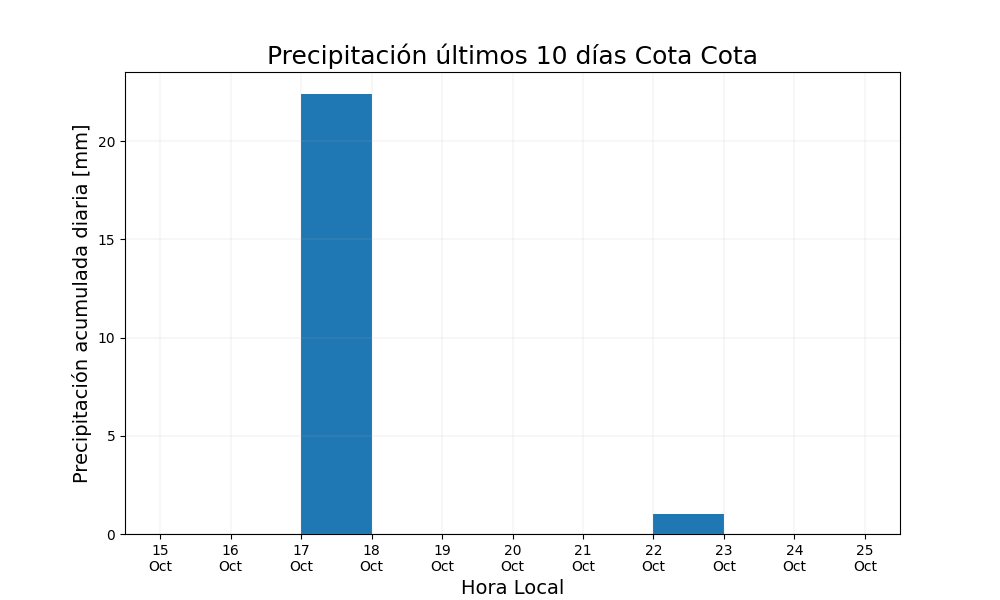 Precipitación últimos 10 días Cota Cota
Precipitación acumulada diaria [mm]
20
15
10
5
0
15 16 17 18 19 20 21 22 23 24 25
Oct Oct Oct Oct Oct Oct Oct Oct Oct Oct Oct
Hora Local